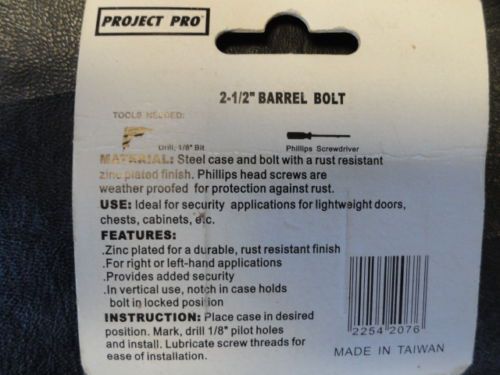 PROJECT PRO
2-1/2" BARREL BOLT
TOOLS NEEDED:
Drill, 1/8" Bit
Phillips Screwdriver
MATERIAL: Steel case and bolt with a rust resistant
zinc plated finish. Phillips head screws are
weather proofed for protection against rust.
USE: Ideal for security applications for lightweight doors,
chests, cabinets, etc.
FEATURES:
.Zinc plated for a durable, rust resistant finish
.For right or left-hand applications
.Provides added security
.In vertical use, notch in case holds
bolt in locked position
INSTRUCTION: Place case in desired
position. Mark, drill 1/8" pilot holes
and install. Lubricate screw threads for
ease of installation.
2254 2076
MADE IN TAIWAN